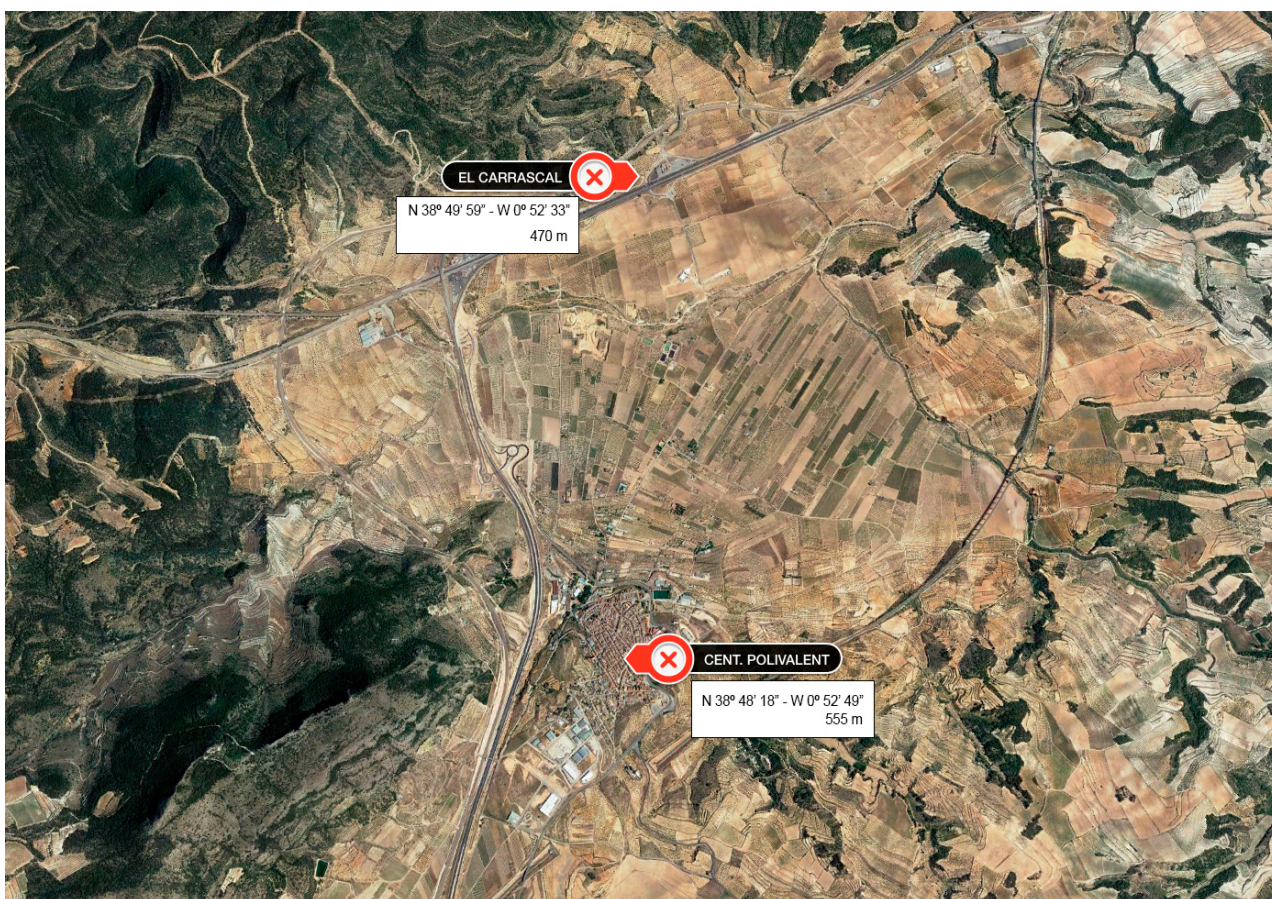 EL CARRASCAL
N 38º 49’ 59” - W 0º 52’ 33”
470 m
CENT. POLIVALENT
N 38º 48’ 18” - W 0º 52’ 49”
555 m